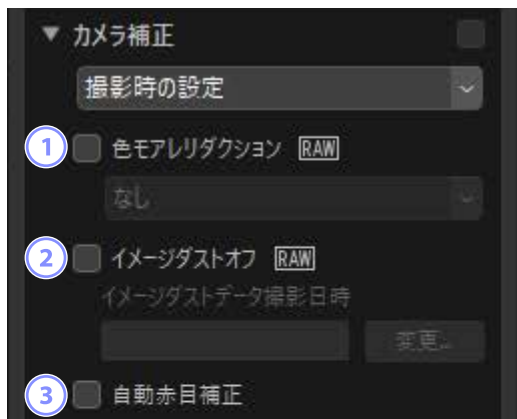 カメラ補正
撮影時の設定
1 色モアレリダクション RAW
なし
2 イメージダストオフ RAW
イメージダストデータ撮影日時
変更...
3 自動赤目補正